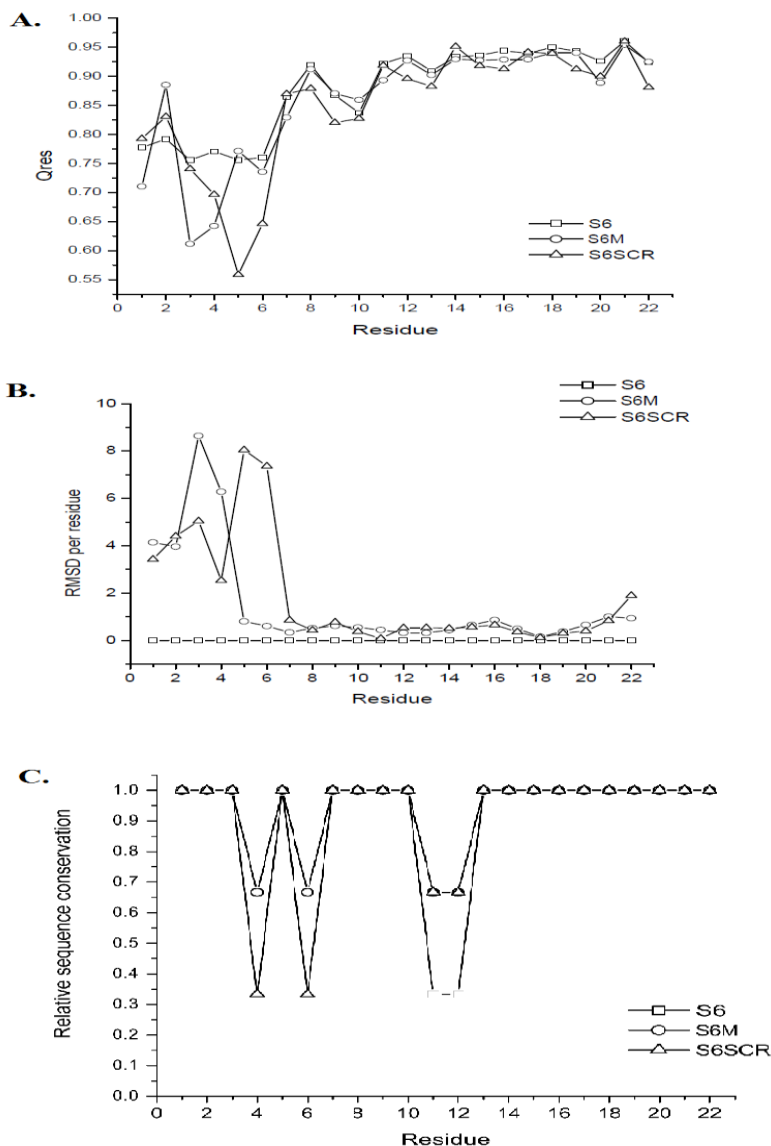 A.
1.00
0.95
0.90
0.85
0.80
0.75
0.70
0.65
0.60
0.55
Qres
S6
S6M
S6SCR
0 2 4 6 8 10 12 14 16 18 20 22
Residue
B.
S6
S6M
S6SCR
10
8
6
4
2
0
RMSD per residue
0 2 4 6 8 10 12 14 16 18 20 22
Residue
C.
1.0
0.9
0.8
0.7
0.6
0.5
0.4
0.3
0.2
0.1
0.0
Relative sequence conservation
S6
S6M
S6SCR
0 2 4 6 8 10 12 14 16 18 20 22
Residue